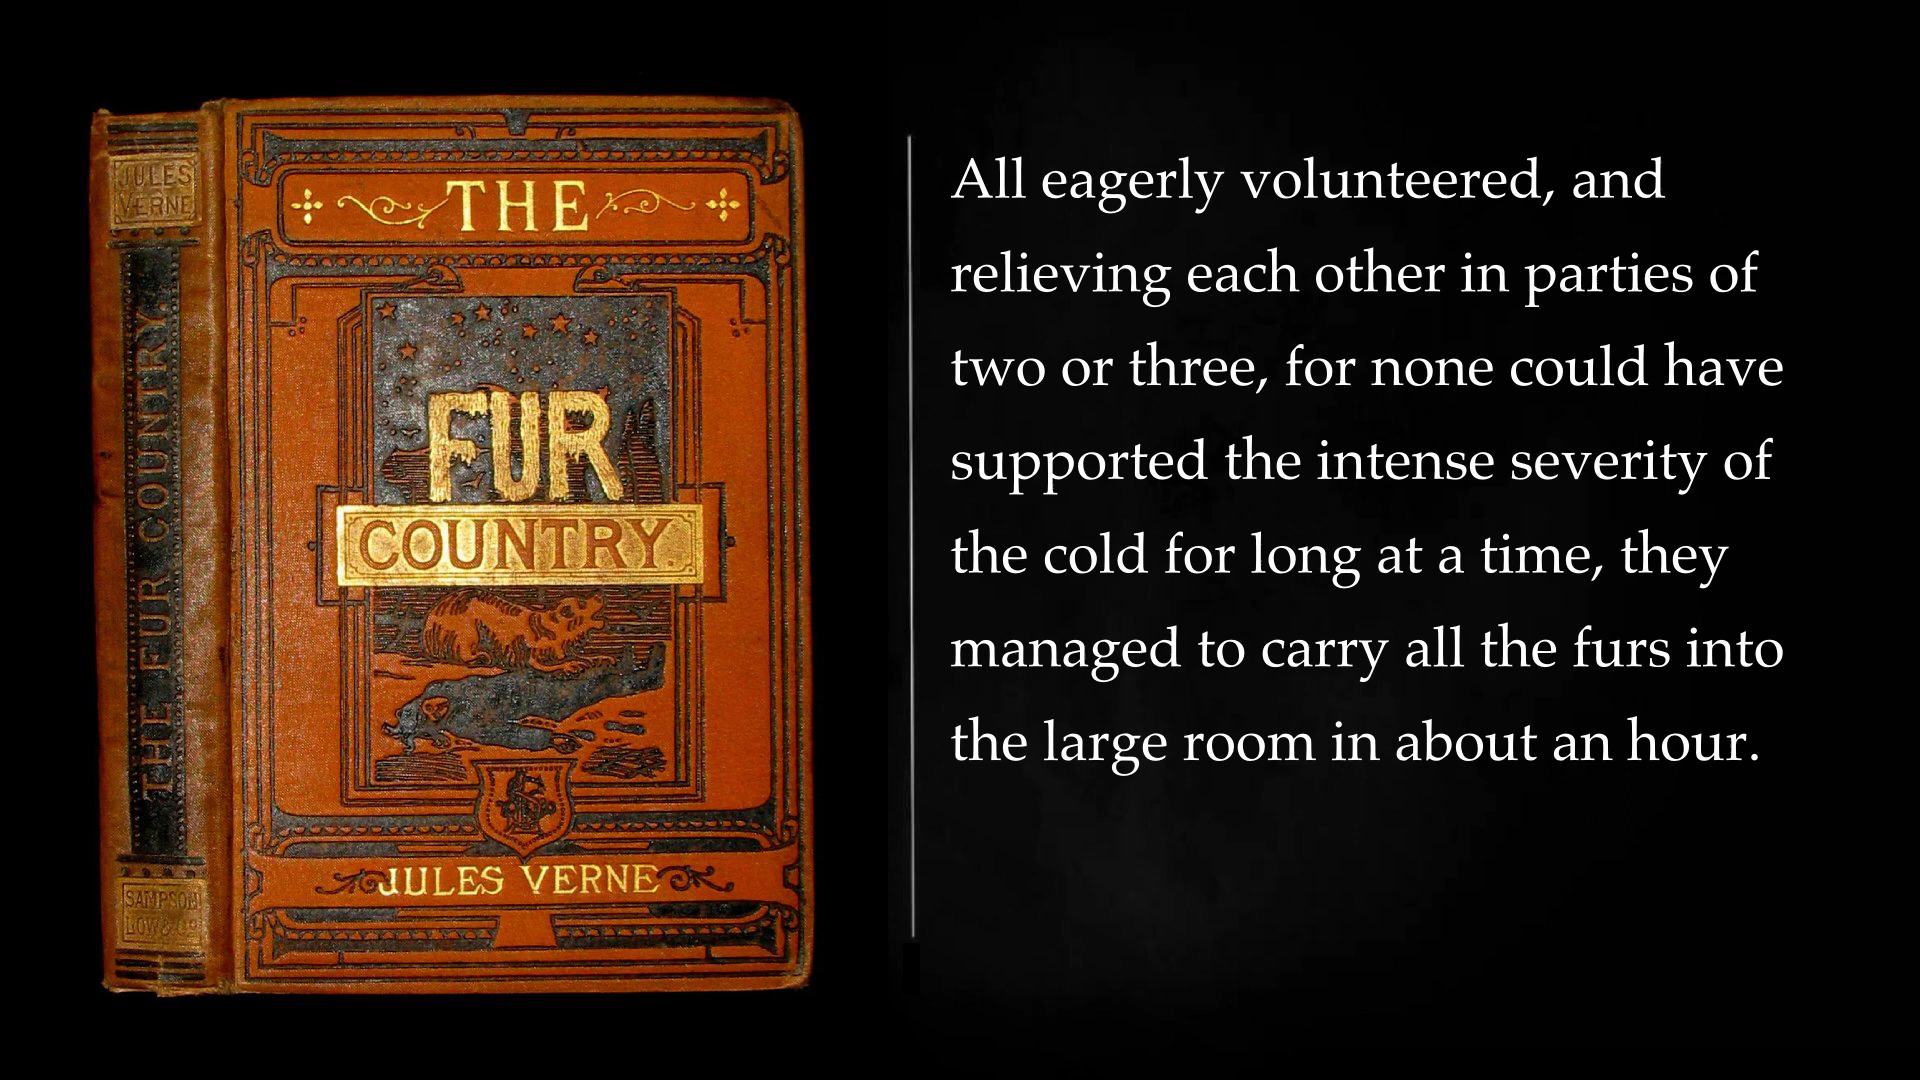 JULES
VERNE
THE FUR COUNTRY.
SAMPSON
LOW & Co
THE
FUR
COUNTRY.
JULES VERNE
All eagerly volunteered, and
relieving each other in parties of
two or three, for none could have
supported the intense severity of
the cold for long at a time, they
managed to carry all the furs into
the large room in about an hour.